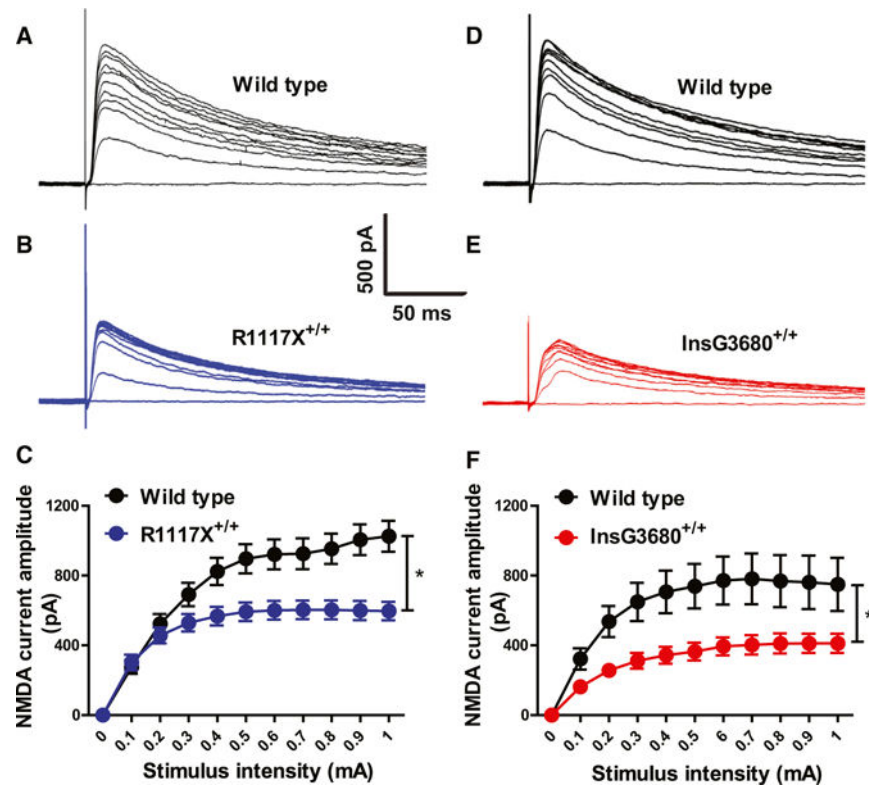 A
Wild type
D
Wild type
B
R1117X+/+
500 pA
50 ms
E
InsG3680+/+
C
Wild type
R1117X+/+
NMDA current amplitude
(pA)
1200
800
400
0
*
0 0.1 0.2 0.3 0.4 0.5 0.6 0.7 0.8 0.9 1
Stimulus intensity (mA)
F
Wild type
InsG3680+/+
NMDA current amplitude
(pA)
1200
800
400
0
*
0 0.1 0.2 0.3 0.4 0.5 0.6 0.7 0.8 0.9 1
Stimulus intensity (mA)